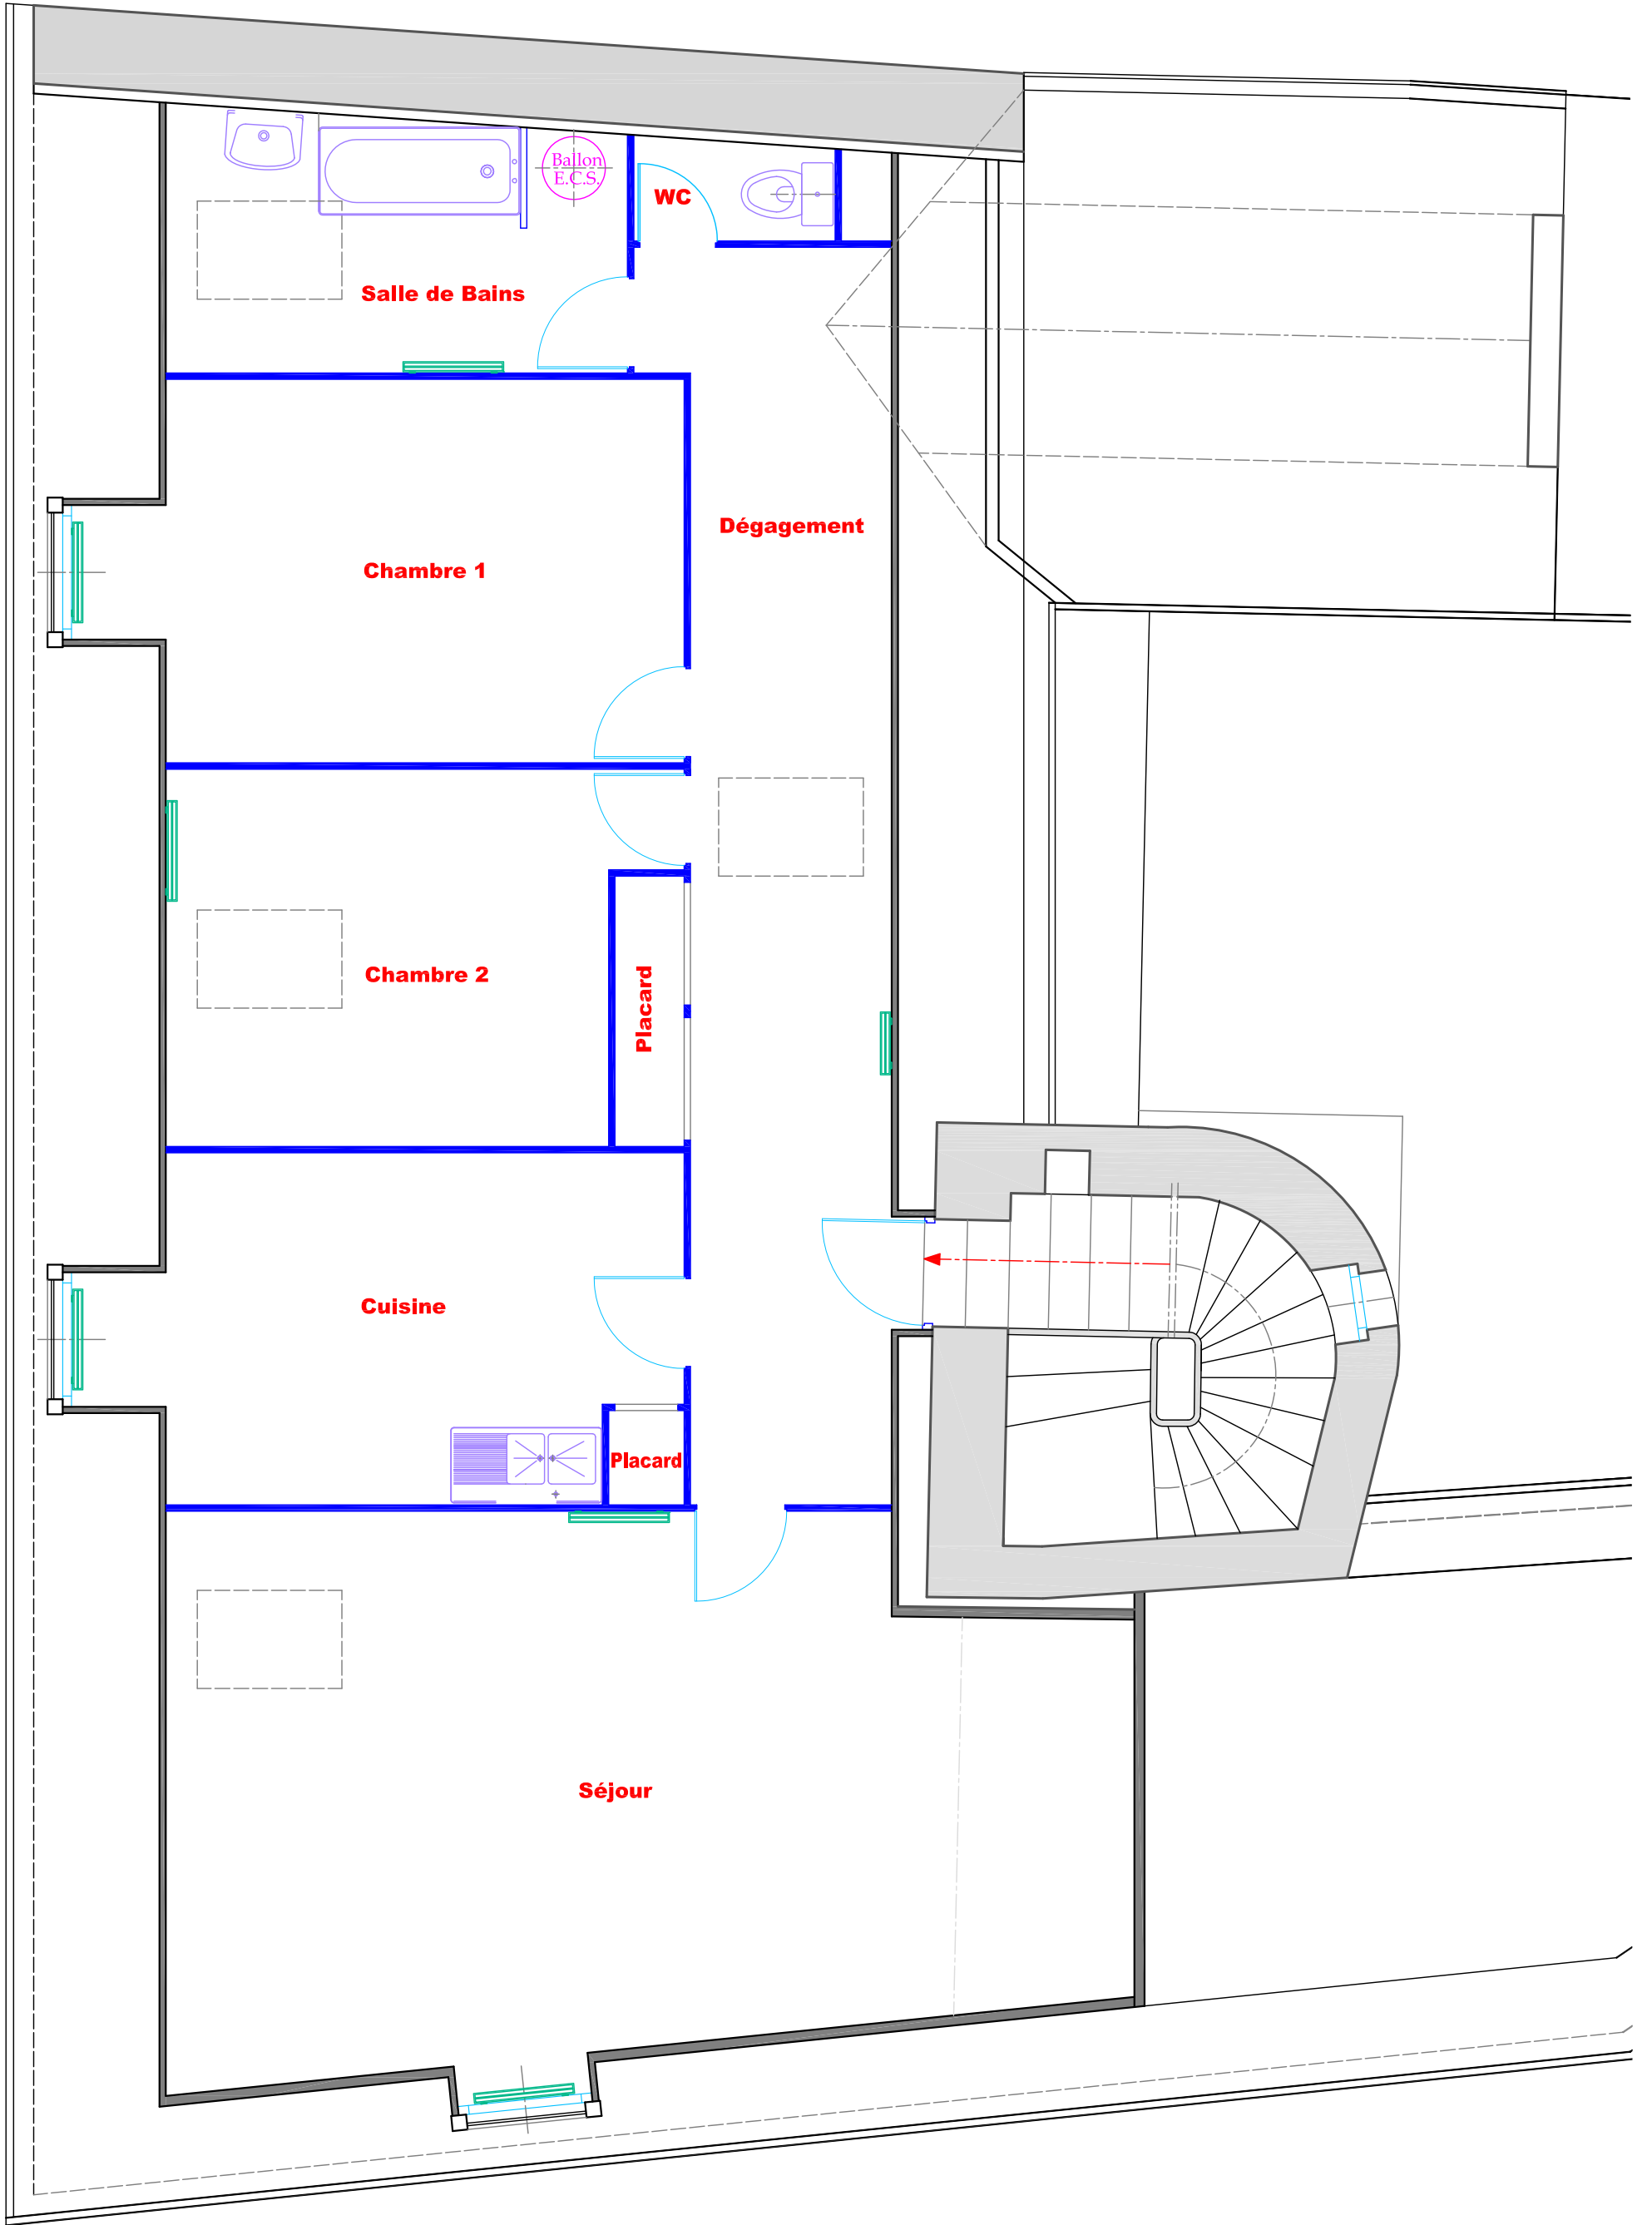 Ballon
E.C.S.
WC
Salle de Bains
Dégagement
Chambre 1
Chambre 2
Placard
Cuisine
Placard
Séjour